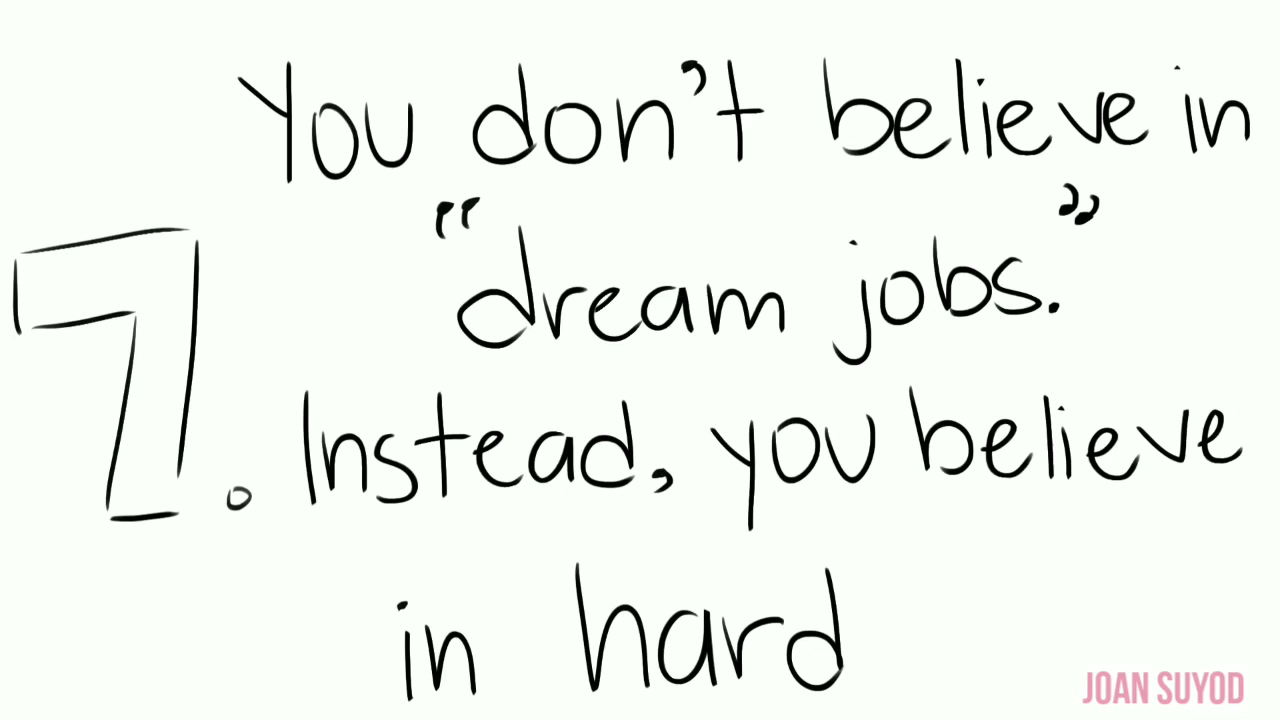 You don't believe in
"dream jobs."
7. Instead, you believe
in hard
JOAN SUYOD